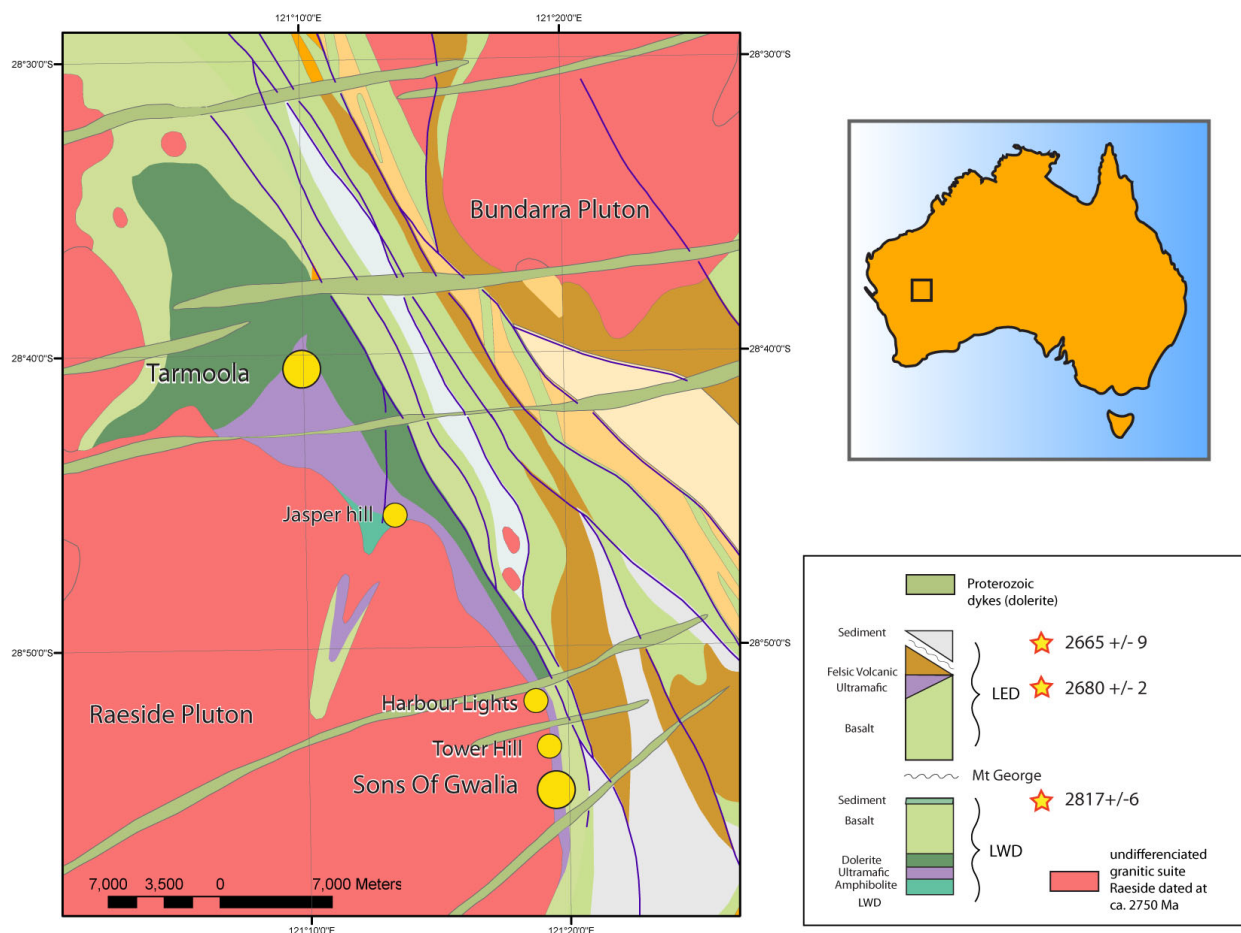 121°10'0"E
121°20'0"E
28°30'0"S
28°30'0"S
Bundarra Pluton
28°40'0"S
28°40'0"S
Tarmoola
Jasper hill
28°50'0"S
28°50'0"S
Raeside Pluton
Harbour Lights
Tower Hill
Sons Of Gwalia
7,000 3,500 0 7,000 Meters
121°10'0"E
121°20'0"E
Proterozoic
dykes (dolerite)
Sediment
2665 +/- 9
Felsic Volcanic
Ultramafic
LED
2680 +/- 2
Basalt
Mt George
Sediment
2817+/-6
Basalt
LWD
Dolerite
Ultramafic
Amphibolite
LWD
undifferenciated
granitic suite
Raeside dated at
ca. 2750 Ma